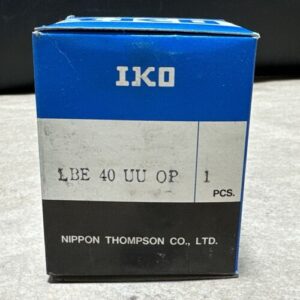 IKO
LBE 40 UU OP 1
PCS.
NIPPON THOMPSON CO., LTD.